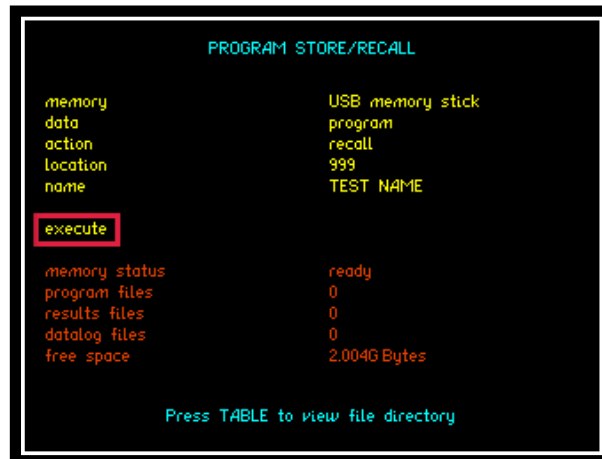 PROGRAM STORE/RECALL
memory USB memory stick
data program
action recall
location 999
name TEST NAME
execute
memory status ready
program files 0
results files 0
datalog files 0
free space 2.004G Bytes
Press TABLE to view file directory